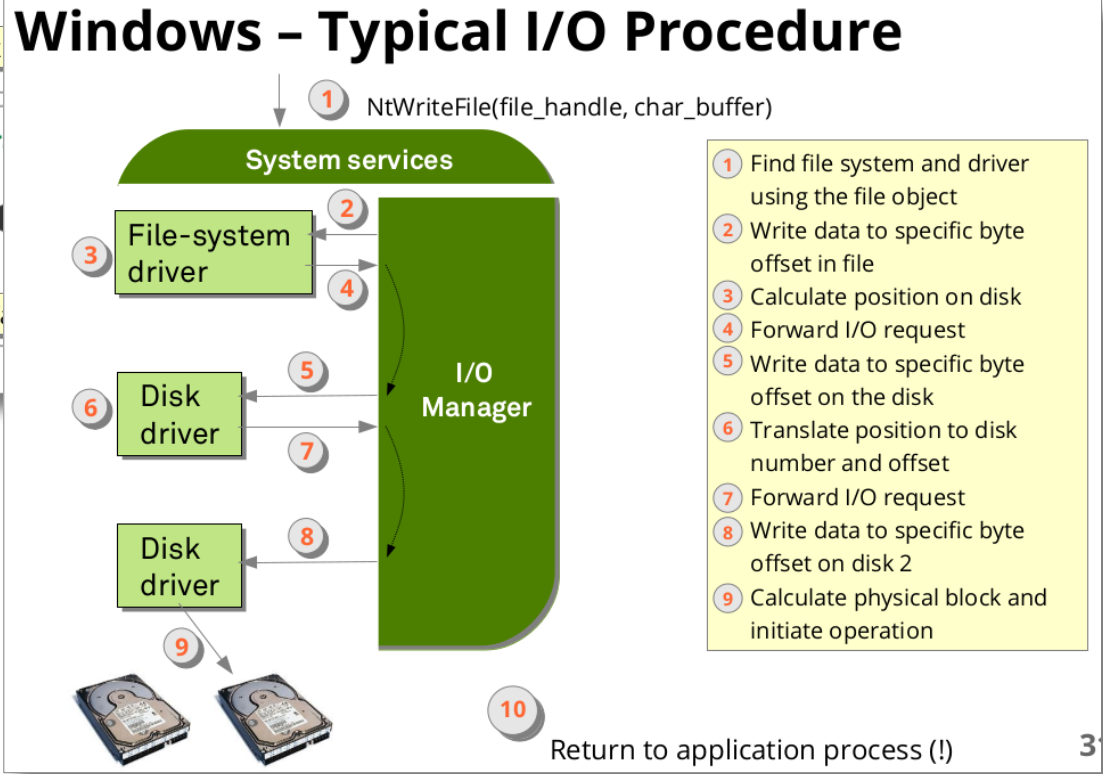 Windows – Typical I/O Procedure
1
NtWriteFile(file_handle, char_buffer)
System services
2
File-system
driver
3
4
5
I/O
Manager
Disk
driver
6
7
8
Disk
driver
9
10
Return to application process (!)
1 Find file system and driver
using the file object
2 Write data to specific byte
offset in file
3 Calculate position on disk
4 Forward I/O request
5 Write data to specific byte
offset on the disk
6 Translate position to disk
number and offset
7 Forward I/O request
8 Write data to specific byte
offset on disk 2
9 Calculate physical block and
initiate operation